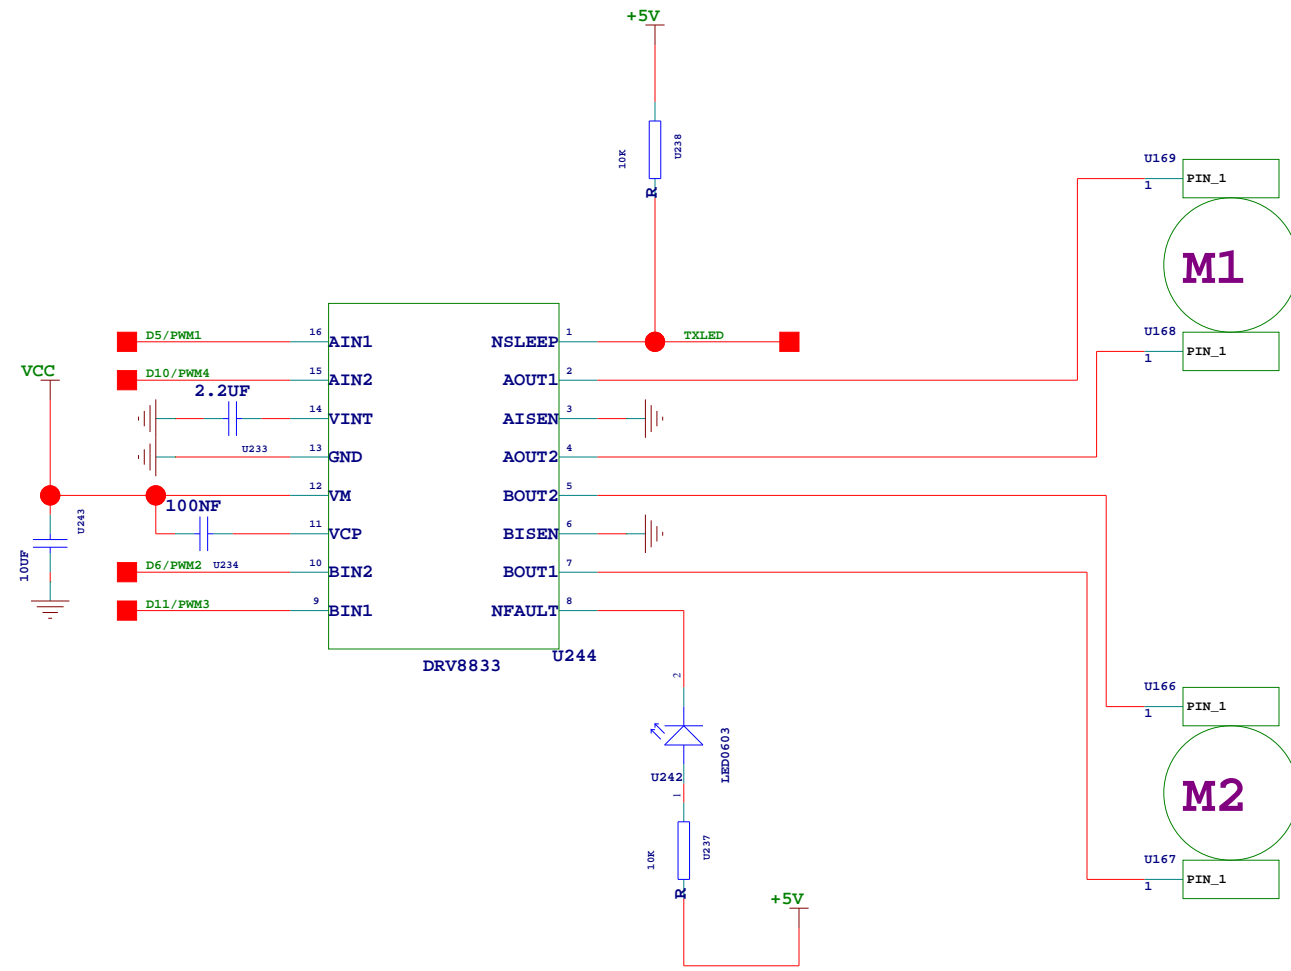 +5V
10K
U238
R
U169
1
PIN_1
M1
U168
1
PIN_1
D5/PWM1
16
AIN1
NSLEEP
1
TXLED
VCC
D10/PWM4
15
AIN2
AOUT1
2
2.2UF
14
VINT
AISEN
3
U233
13
GND
AOUT2
4
12
VM
BOUT2
5
100NF
U243
10UF
11
VCP
BISEN
6
D6/PWM2
U234
10
BIN2
BOUT1
7
D11/PWM3
9
BIN1
NFAULT
8
DRV8833
U244
2
U242
LED0603
1
10K
U237
R
+5V
U166
1
PIN_1
M2
U167
1
PIN_1